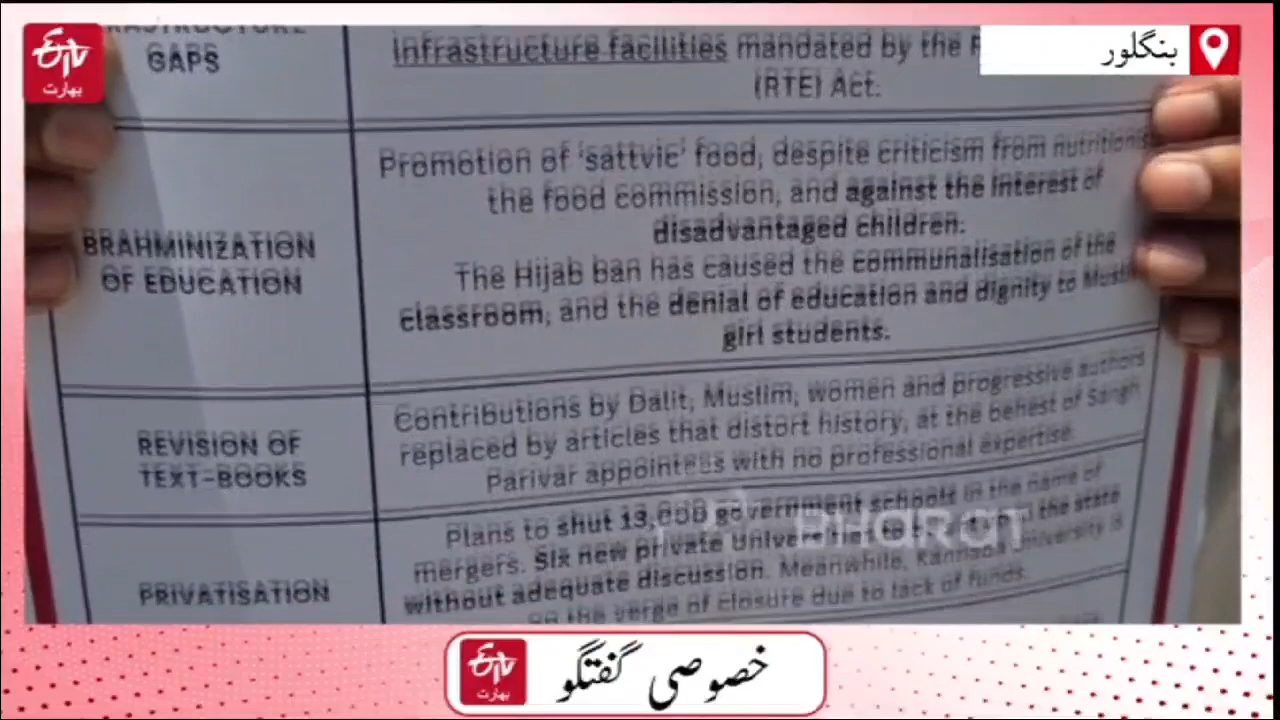 ETV
بھارت
بنگلور
GAPS
infrastructure facilities mandated by the
(RTE) Act.
BRAHMINIZATION
OF EDUCATION
Promotion of ‘sattvic’ food, despite criticism from
the food commission, and against the interest of
disadvantaged children.
The Hijab ban has caused the communalisation of the
classroom, and the denial of education and dignity to
girl students.
REVISION OF
TEXT-BOOKS
Contributions by Dalit, Muslim, women and progressive authors
replaced by articles that distort history, at the behest of Sangh
Parivar appointees with no professional expertise.
PRIVATISATION
Plans to shut 13,000 government schools in the name of
mergers. Six new private Universities to the state
without adequate discussion. Meanwhile, Kannada University is
on the verge of closure due to lack of funds.
BHARAT
خصوصی گفتگو
ETV
بھارت